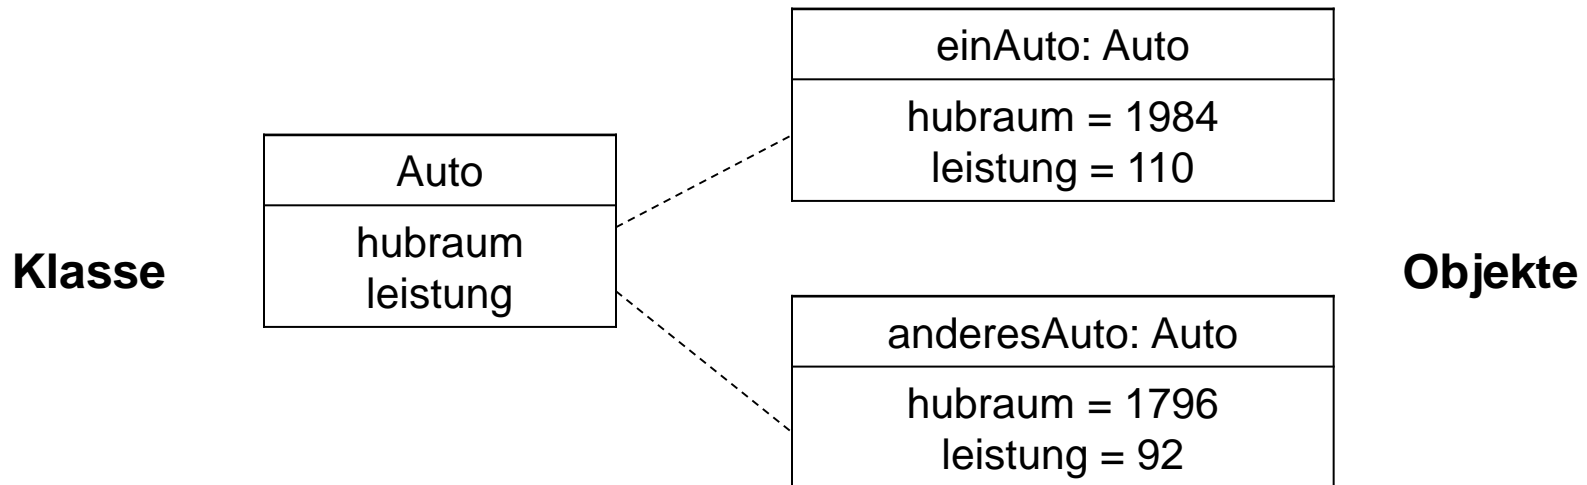 Klasse
Auto
hubraum
leistung
einAuto: Auto
hubraum = 1984
leistung = 110
anderesAuto: Auto
hubraum = 1796
leistung = 92
Objekte